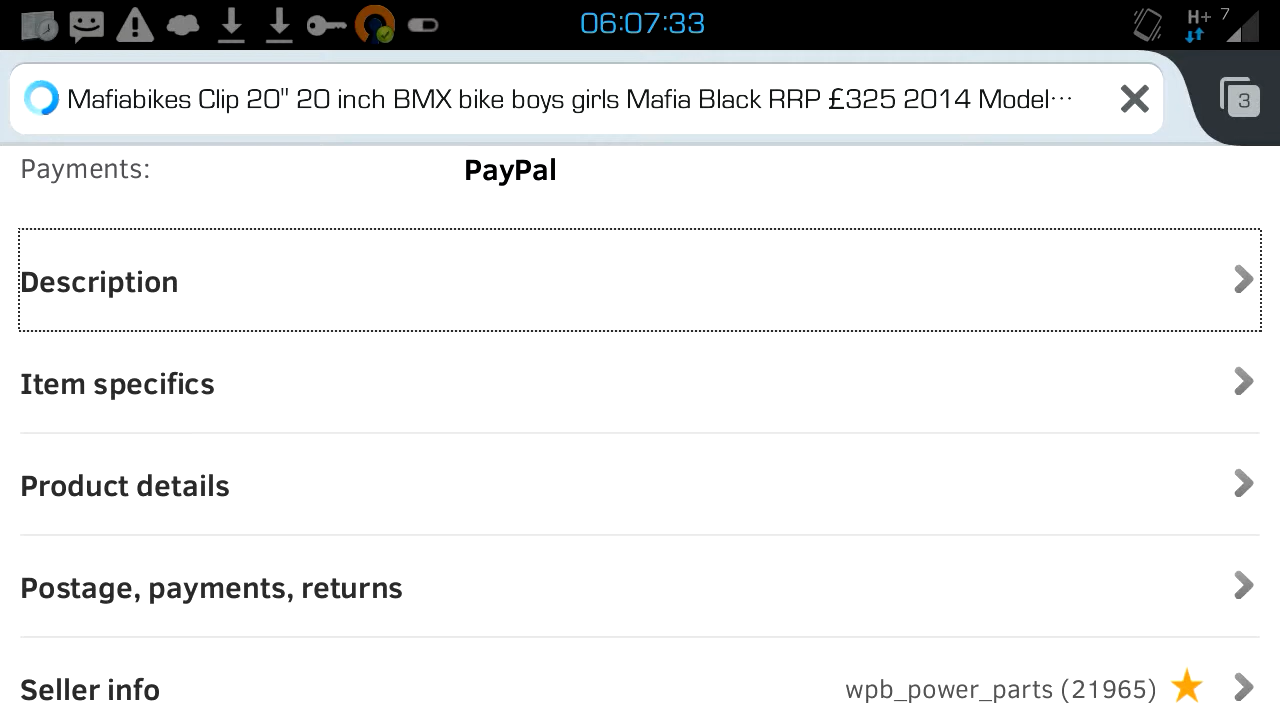 06:07:33
H+ 7
Mafiabikes Clip 20" 20 inch BMX bike boys girls Mafia Black RRP £325 2014 Model…
3
Payments: PayPal
Description
Item specifics
Product details
Postage, payments, returns
Seller info wpb_power_parts (21965)